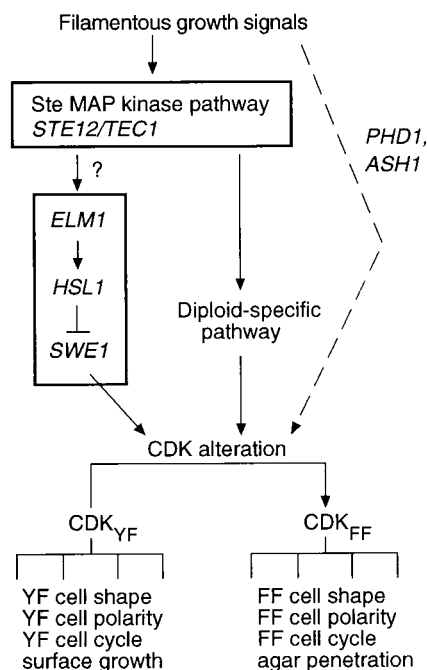 Filamentous growth signals
Ste MAP kinase pathway
STE12/TEC1
PHD1,
ASH1
?
ELM1
HSL1
SWE1
Diploid-specific
pathway
CDK alteration
CDKYF
CDKFF
YF cell shape
YF cell polarity
YF cell cycle
surface growth
FF cell shape
FF cell polarity
FF cell cycle
agar penetration